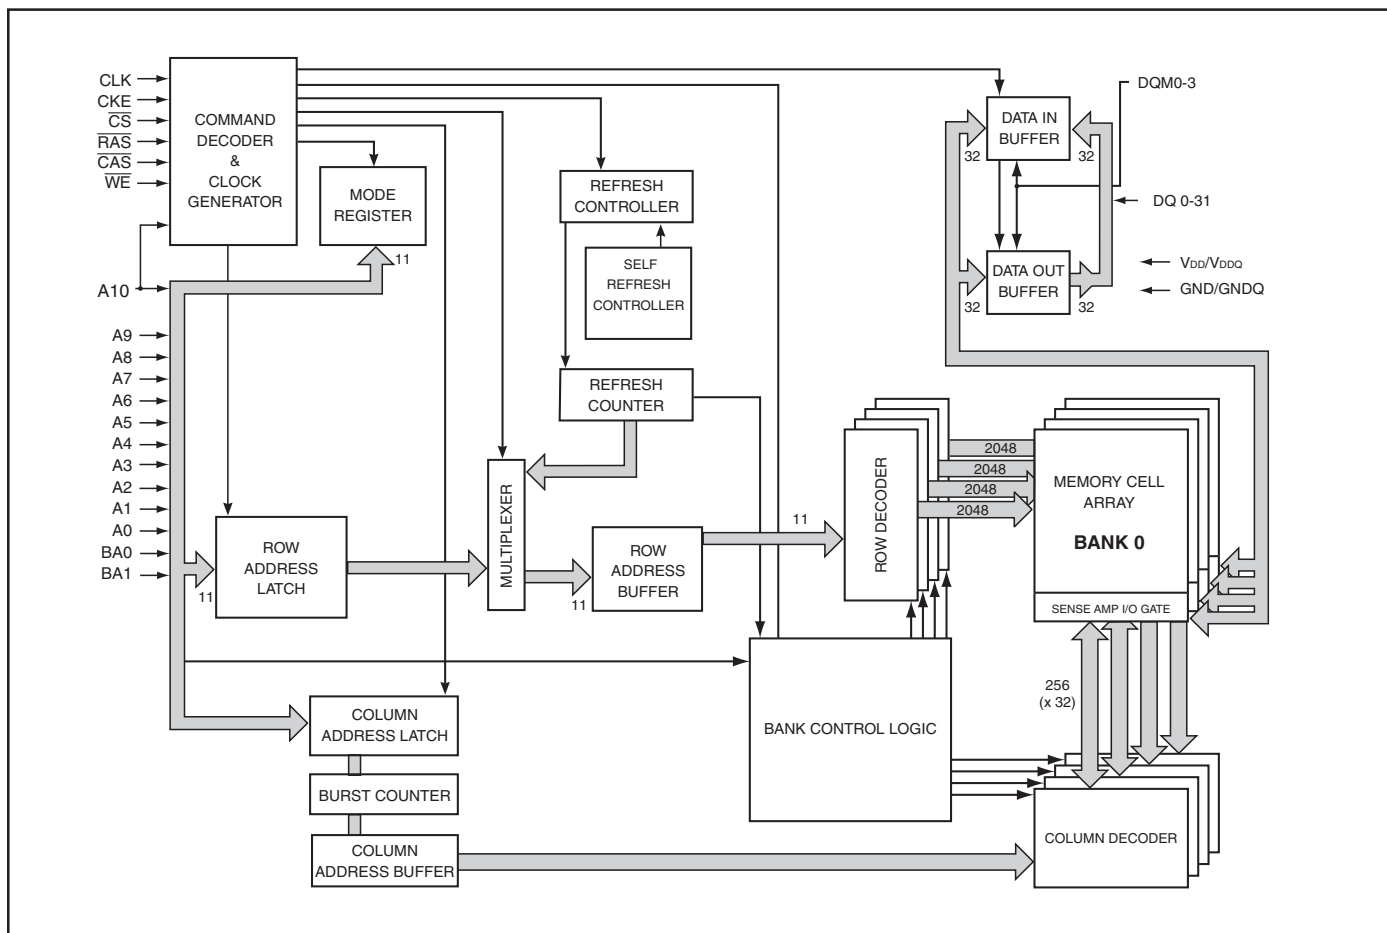 CLK
CKE
CS
RAS
CAS
WE
A10
A9
A8
A7
A6
A5
A4
A3
A2
A1
A0
BA0
BA1
COMMAND
DECODER
&
CLOCK
GENERATOR
MODE
REGISTER
11
REFRESH
CONTROLLER
SELF
REFRESH
CONTROLLER
REFRESH
COUNTER
DATA IN
BUFFER
32
32
DQM0-3
DQ 0-31
DATA OUT
BUFFER
32
32
VDD/VDDQ
GND/GNDQ
11
ROW
ADDRESS
LATCH
MULTIPLEXER
11
ROW
ADDRESS
BUFFER
11
ROW DECODER
2048
2048
2048
2048
MEMORY CELL
ARRAY
BANK 0
SENSE AMP I/O GATE
256
(x 32)
BANK CONTROL LOGIC
COLUMN
ADDRESS LATCH
BURST COUNTER
COLUMN
ADDRESS BUFFER
COLUMN DECODER